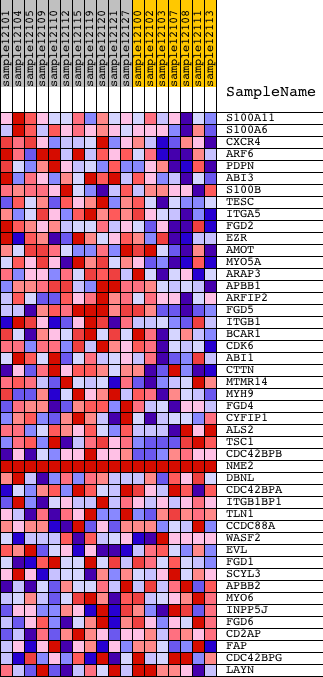 sample12101
sample12104
sample12105
sample12109
sample12110
sample12112
sample12115
sample12120
sample12100
sample12102
sample12103
sample12107
sample12108
sample12111
SampleName
S100A11
S100A6
CXCR4
ARF6
PDPN
ABI3
S100B
TESC
ITGA5
FGD2
EZR
AMOT
MYO5A
ARAP3
APBB1
ARFIP2
FGD5
ITGB1
BCAR1
CDK6
ABI1
CTTN
MTMR14
MYH9
FGD4
CYFIP1
ALS2
TSC1
CDC42BPB
NME2
DBNL
CDC42BPA
ITGB1BP1
TLN1
CCDC88A
WASF2
EVL
FGD1
SCYL3
APBB2
MYO6
INPP5J
FGD6
CD2AP
FAP
CDC42BPG
LAYN